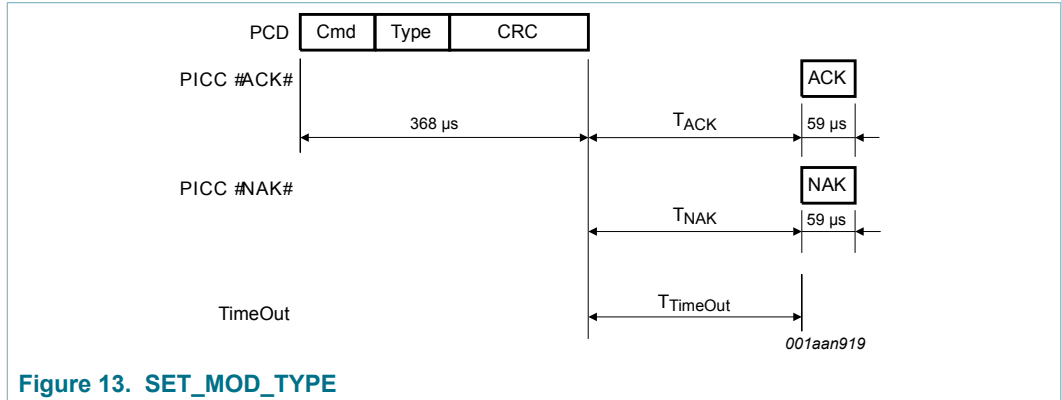 PCD Cmd Type CRC
PICC #ACK# ACK
368 µs TACK 59 µs
PICC #NAK# NAK
TNAK 59 µs
TimeOut TTimeOut
001aan919
Figure 13. SET_MOD_TYPE